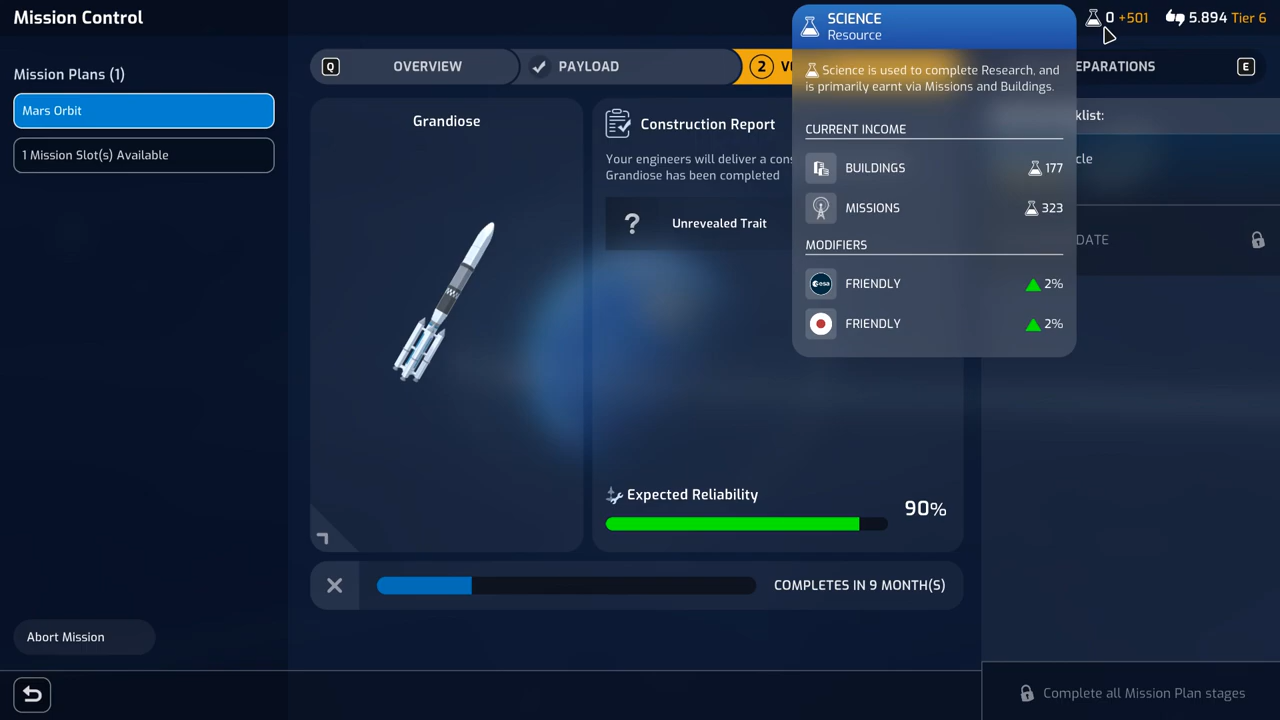 Mission Control
Mission Plans (1)
Mars Orbit
1 Mission Slot(s) Available
Abort Mission
Q
OVERVIEW
PAYLOAD
2
V
EPARATIONS
E
Grandiose
Construction Report
Your engineers will deliver a cons
Grandiose has been completed
?
Unrevealed Trait
Expected Reliability
90%
COMPLETES IN 9 MONTH(S)
SCIENCE
Resource
Science is used to complete Research, and
is primarily earnt via Missions and Buildings.
CURRENT INCOME
BUILDINGS
177
MISSIONS
323
MODIFIERS
esa
FRIENDLY
2%
FRIENDLY
2%
0 +501
5.894 Tier 6
klist:
cle
DATE
Complete all Mission Plan stages